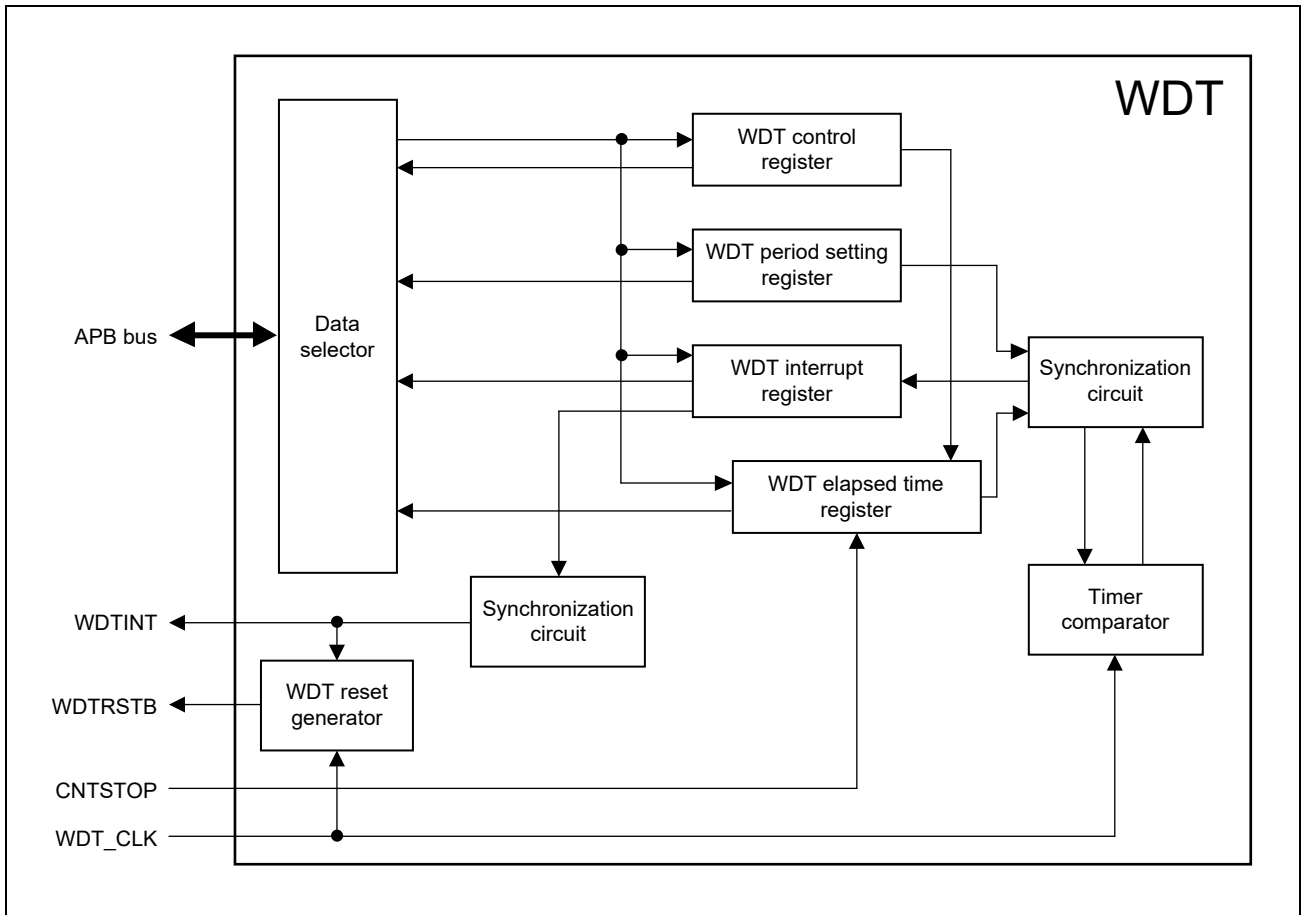 WDT
WDT control
register
WDT period setting
register
APB bus
Data
selector
WDT interrupt
register
Synchronization
circuit
WDT elapsed time
register
WDTINT
Synchronization
circuit
Timer
comparator
WDTRSTB
WDT reset
generator
CNTSTOP
WDT_CLK